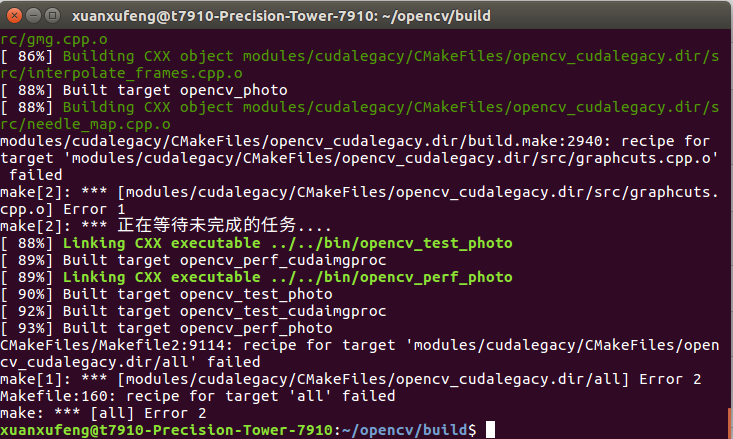 xuanxufeng@t7910-Precision-Tower-7910: ~/opencv/build
rc/gmg.cpp.o
[ 86%] Building CXX object modules/cudalegacy/CMakeFiles/opencv_cudalegacy.dir/s
rc/interpolate_frames.cpp.o
[ 88%] Built target opencv_photo
[ 88%] Building CXX object modules/cudalegacy/CMakeFiles/opencv_cudalegacy.dir/s
rc/needle_map.cpp.o
modules/cudalegacy/CMakeFiles/opencv_cudalegacy.dir/build.make:2940: recipe for
target 'modules/cudalegacy/CMakeFiles/opencv_cudalegacy.dir/src/graphcuts.cpp.o'
 failed
make[2]: *** [modules/cudalegacy/CMakeFiles/opencv_cudalegacy.dir/src/graphcuts.
cpp.o] Error 1
make[2]: *** 正在等待未完成的任务....
[ 88%] Linking CXX executable ../../bin/opencv_test_photo
[ 89%] Built target opencv_perf_cudaimgproc
[ 89%] Linking CXX executable ../../bin/opencv_perf_photo
[ 90%] Built target opencv_test_photo
[ 92%] Built target opencv_test_cudaimgproc
[ 93%] Built target opencv_perf_photo
CMakeFiles/Makefile2:9114: recipe for target 'modules/cudalegacy/CMakeFiles/open
cv_cudalegacy.dir/all' failed
make[1]: *** [modules/cudalegacy/CMakeFiles/opencv_cudalegacy.dir/all] Error 2
Makefile:160: recipe for target 'all' failed
make: *** [all] Error 2
xuanxufeng@t7910-Precision-Tower-7910:~/opencv/build$